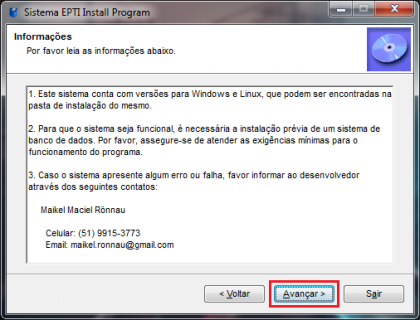 Sistema EPTI Install Program
Informações
Por favor leia as informações abaixo.
1. Este sistema conta com versões para Windows e Linux, que podem ser encontradas na
pasta de instalação do mesmo.
2. Para que o sistema seja funcional, é necessária a instalação prévia de um sistema de
banco de dados. Por favor, assegure-se de atender as exigências mínimas para o
funcionamento do programa.
3. Caso o sistema apresente algum erro ou falha, favor informar ao desenvolvedor
através dos seguintes contatos:
Maikel Maciel Rönnau
Celular: (51) 9915-3773
Email: maikel.ronnau@gmail.com
< Voltar
Avançar >
Sair